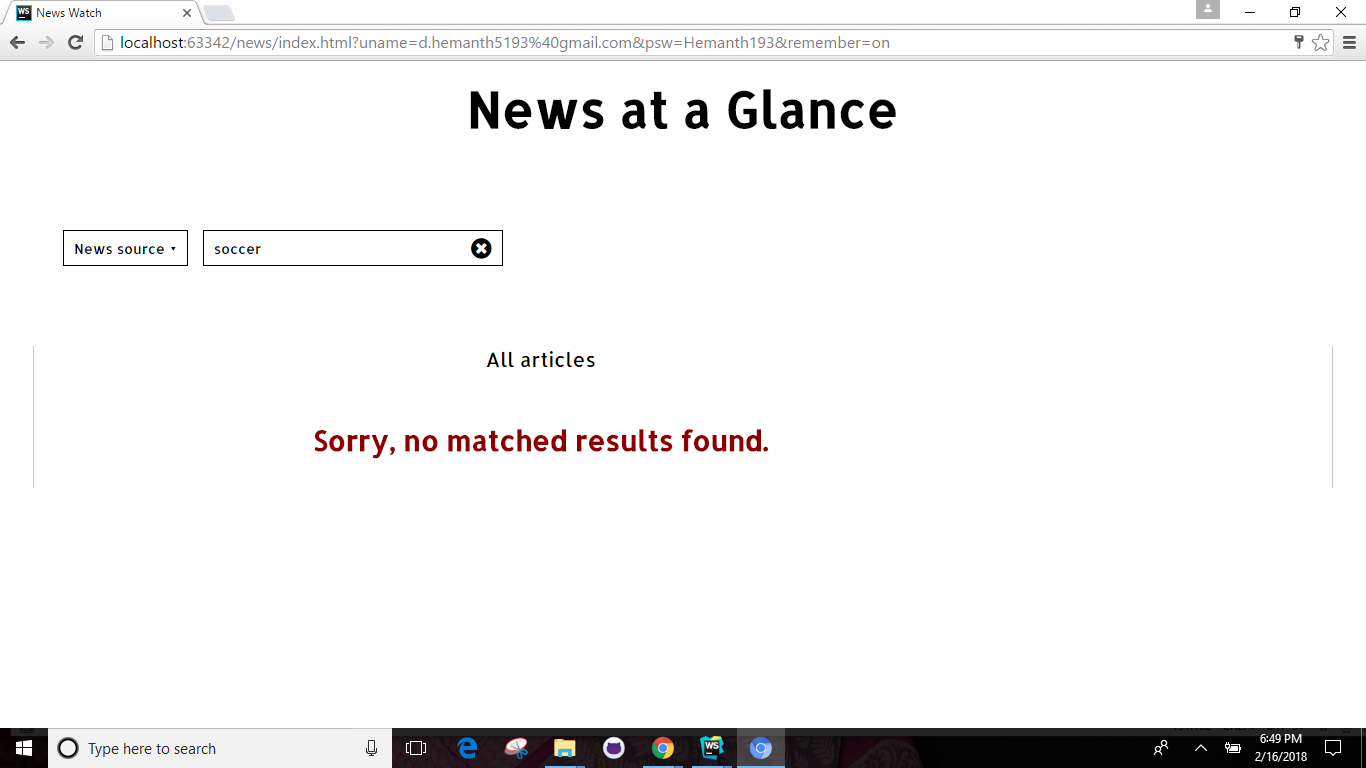 WS News Watch
localhost:63342/news/index.html?uname=d.hemanth5193%40gmail.com&psw=Hemanth193&remember=on
News at a Glance
News source
soccer
All articles
Sorry, no matched results found.
Type here to search
WS
6:49 PM
2/16/2018